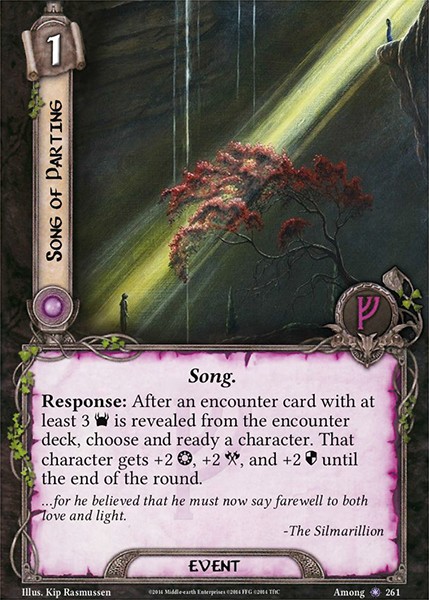 1
Song of Parting
Song.
Response: After an encounter card with at
least 3 is revealed from the encounter
deck, choose and ready a character. That
character gets +2 , +2 , and +2 until
the end of the round.
...for he believed that he must now say farewell to both
love and light.
-The Silmarillion
EVENT
Illus. Kip Rasmussen
©2014 Middle-earth Enterprises ©2014 FFG ©2014 TDC
Among 261